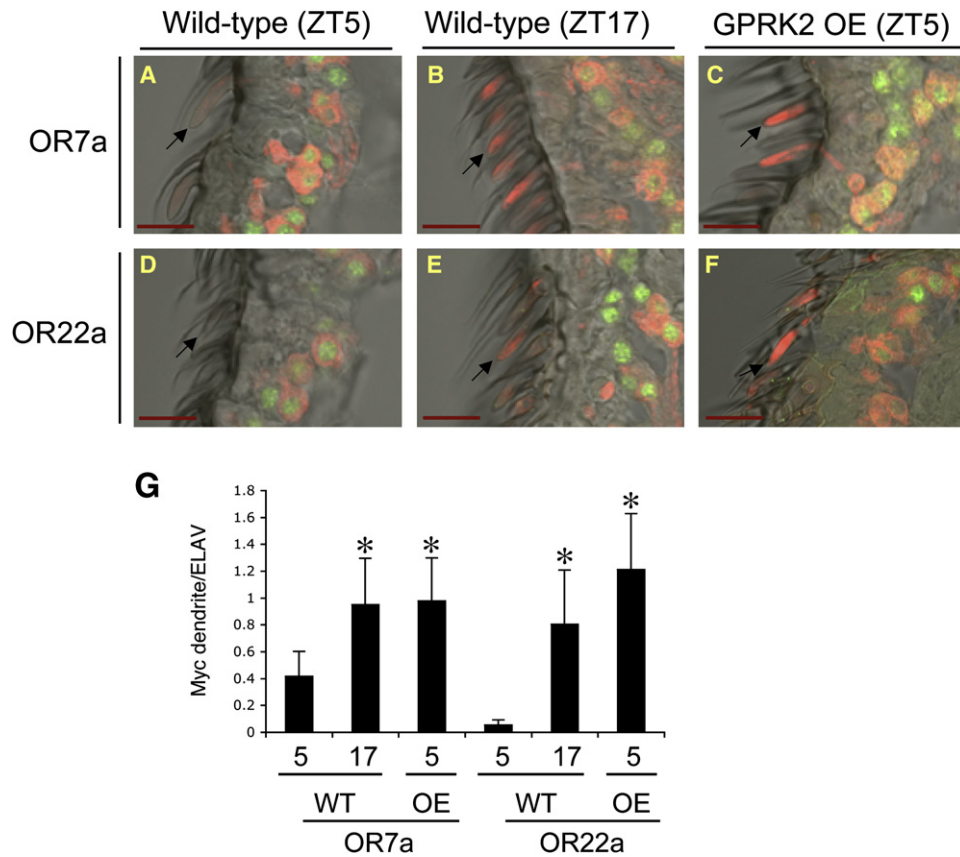 Wild-type (ZT5) Wild-type (ZT17) GPRK2 OE (ZT5)
OR7a
A B C
OR22a
D E F
G
Myc dendrite/ELAV
1.8
1.6
1.4
1.2
1
0.8
0.6
0.4
0.2
0
* * * *
5 17 5 5 17 5
WT OE WT OE
OR7a OR22a